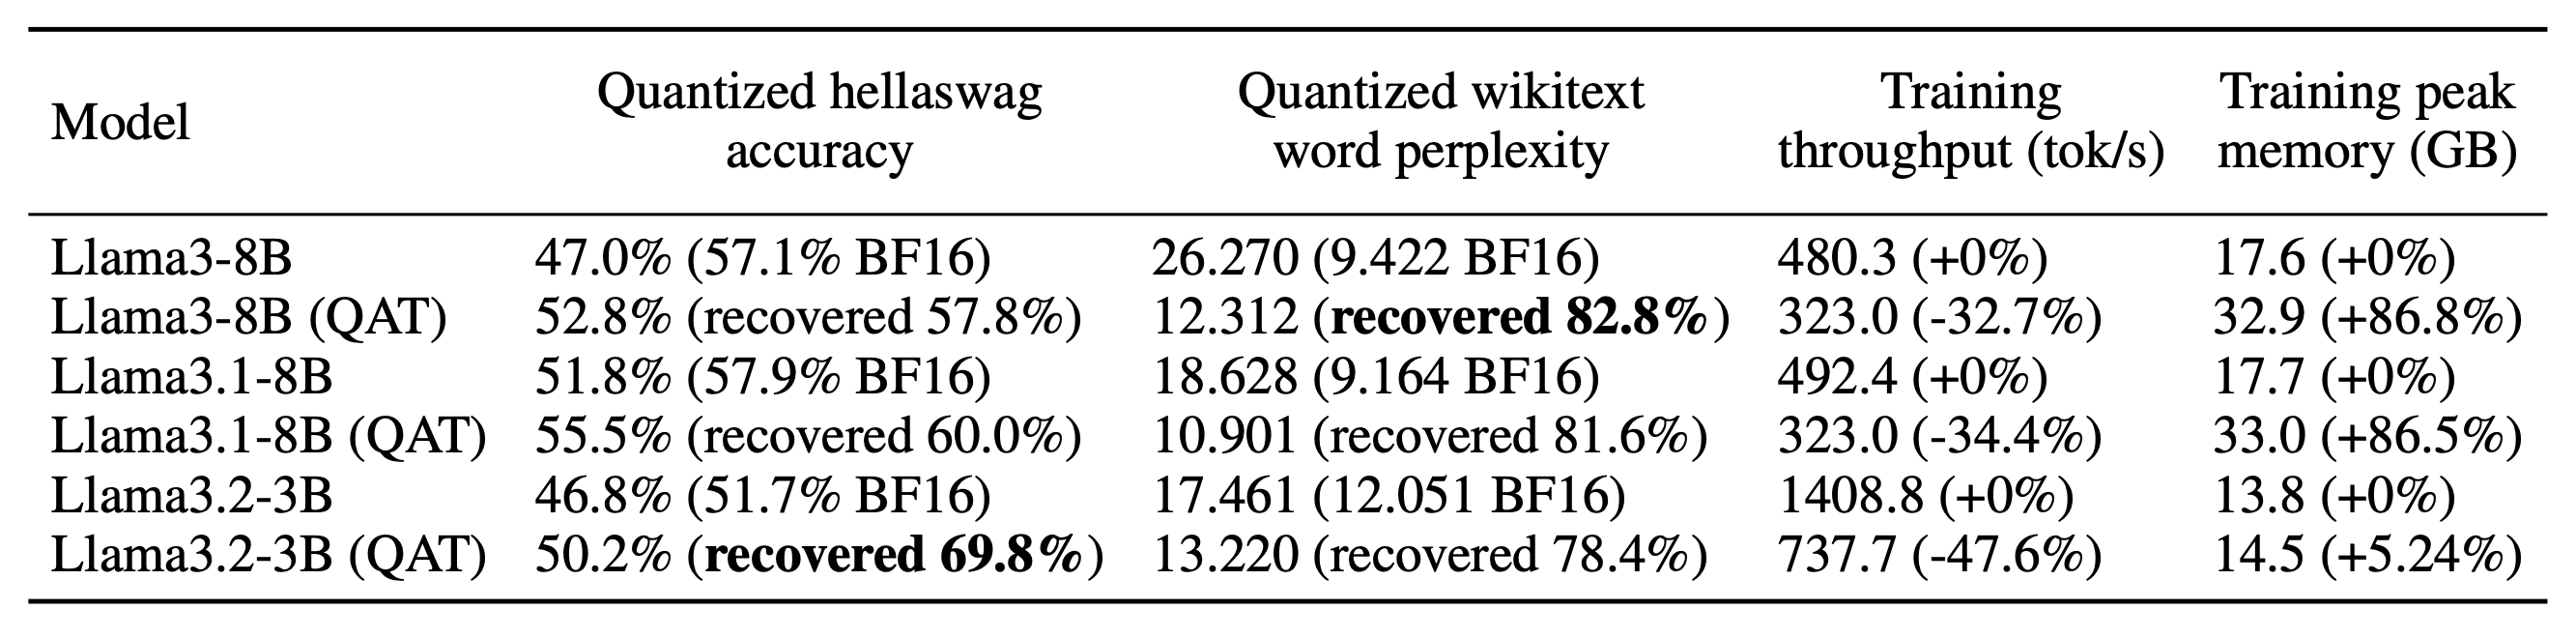 Model Quantized hellaswag accuracy Quantized wikitext word perplexity Training throughput (tok/s) Training peak memory (GB)
Llama3-8B 47.0% (57.1% BF16) 26.270 (9.422 BF16) 480.3 (+0%) 17.6 (+0%)
Llama3-8B (QAT) 52.8% (recovered 57.8%) 12.312 (recovered 82.8%) 323.0 (-32.7%) 32.9 (+86.8%)
Llama3.1-8B 51.8% (57.9% BF16) 18.628 (9.164 BF16) 492.4 (+0%) 17.7 (+0%)
Llama3.1-8B (QAT) 55.5% (recovered 60.0%) 10.901 (recovered 81.6%) 323.0 (-34.4%) 33.0 (+86.5%)
Llama3.2-3B 46.8% (51.7% BF16) 17.461 (12.051 BF16) 1408.8 (+0%) 13.8 (+0%)
Llama3.2-3B (QAT) 50.2% (recovered 69.8%) 13.220 (recovered 78.4%) 737.7 (-47.6%) 14.5 (+5.24%)